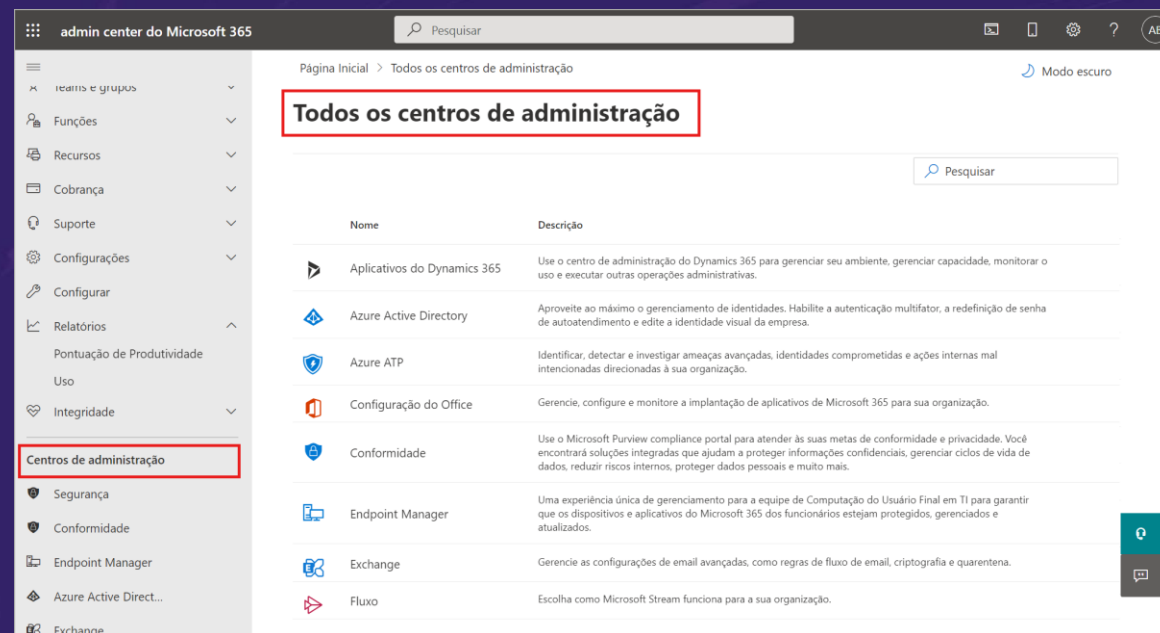 admin center do Microsoft 365
Pesquisar
AB
Teams e grupos
Funções
Recursos
Cobrança
Suporte
Configurações
Configurar
Relatórios
Pontuação de Produtividade
Uso
Integridade
Centros de administração
Segurança
Conformidade
Endpoint Manager
Azure Active Direct...
Exchange
Página Inicial > Todos os centros de administração
Modo escuro
Todos os centros de administração
Pesquisar
Nome Descrição
Aplicativos do Dynamics 365
Use o centro de administração do Dynamics 365 para gerenciar seu ambiente, gerenciar capacidade, monitorar o
uso e executar outras operações administrativas.
Azure Active Directory
Aproveite ao máximo o gerenciamento de identidades. Habilite a autenticação multifator, a redefinição de senha
de autoatendimento e edite a identidade visual da empresa.
Azure ATP
Identificar, detectar e investigar ameaças avançadas, identidades comprometidas e ações internas mal
intencionadas direcionadas à sua organização.
Configuração do Office
Gerencie, configure e monitore a implantação de aplicativos de Microsoft 365 para sua organização.
Conformidade
Use o Microsoft Purview compliance portal para atender às suas metas de conformidade e privacidade. Você
encontrará soluções integradas que ajudam a proteger informações confidenciais, gerenciar ciclos de vida de
dados, reduzir riscos internos, proteger dados pessoais e muito mais.
Endpoint Manager
Uma experiência única de gerenciamento para a equipe de Computação do Usuário Final em TI para garantir
que os dispositivos e aplicativos do Microsoft 365 dos funcionários estejam protegidos, gerenciados e
atualizados.
Exchange
Gerencie as configurações de email avançadas, como regras de fluxo de email, criptografia e quarentena.
Fluxo
Escolha como Microsoft Stream funciona para a sua organização.